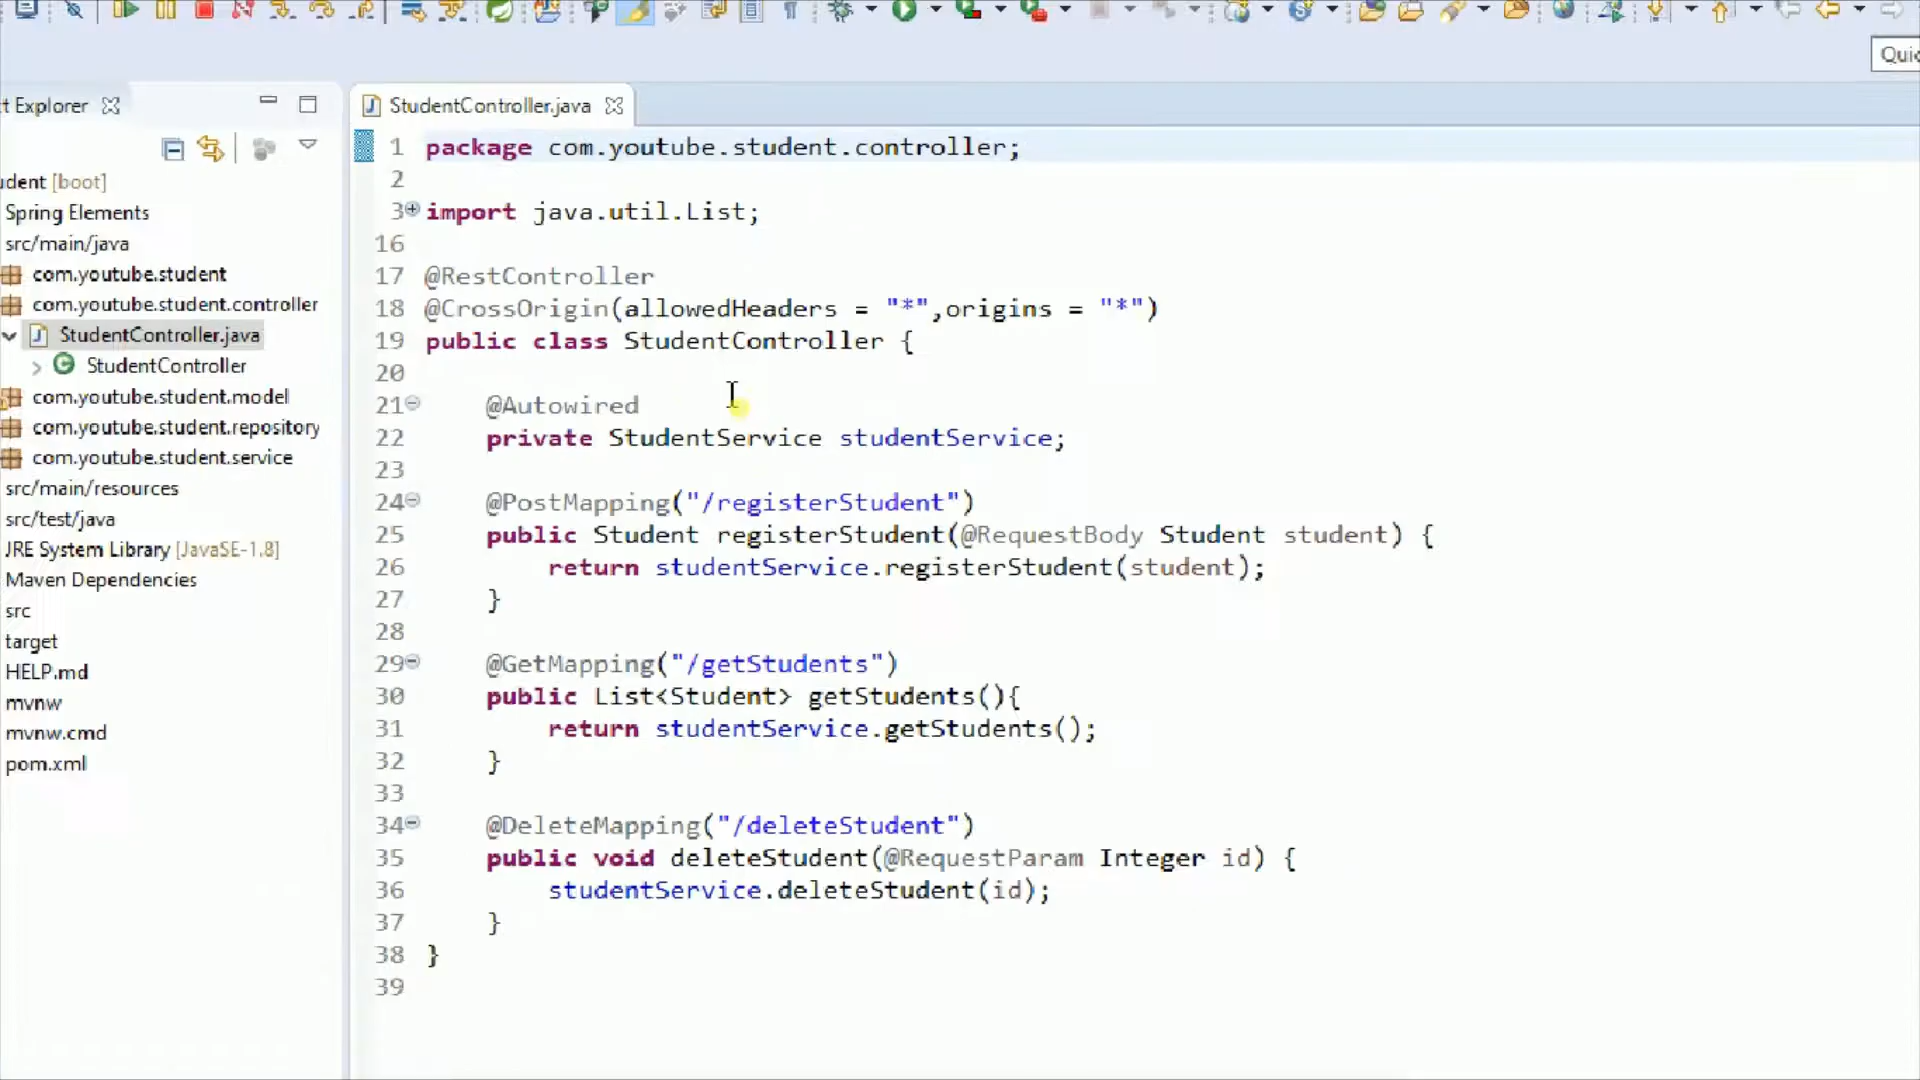 Quic
t Explorer
StudentController.java
udent [boot]
Spring Elements
src/main/java
com.youtube.student
com.youtube.student.controller
StudentController.java
StudentController
com.youtube.student.model
com.youtube.student.repository
com.youtube.student.service
src/main/resources
src/test/java
JRE System Library [JavaSE-1.8]
Maven Dependencies
src
target
HELP.md
mvnw
mvnw.cmd
pom.xml
1 package com.youtube.student.controller;
2
3 import java.util.List;
16
17 @RestController
18 @CrossOrigin(allowedHeaders = "*",origins = "*")
19 public class StudentController {
20
21 @Autowired
22 private StudentService studentService;
23
24 @PostMapping("/registerStudent")
25 public Student registerStudent(@RequestBody Student student) {
26 return studentService.registerStudent(student);
27 }
28
29 @GetMapping("/getStudents")
30 public List<Student> getStudents(){
31 return studentService.getStudents();
32 }
33
34 @DeleteMapping("/deleteStudent")
35 public void deleteStudent(@RequestParam Integer id) {
36 studentService.deleteStudent(id);
37 }
38 }
39